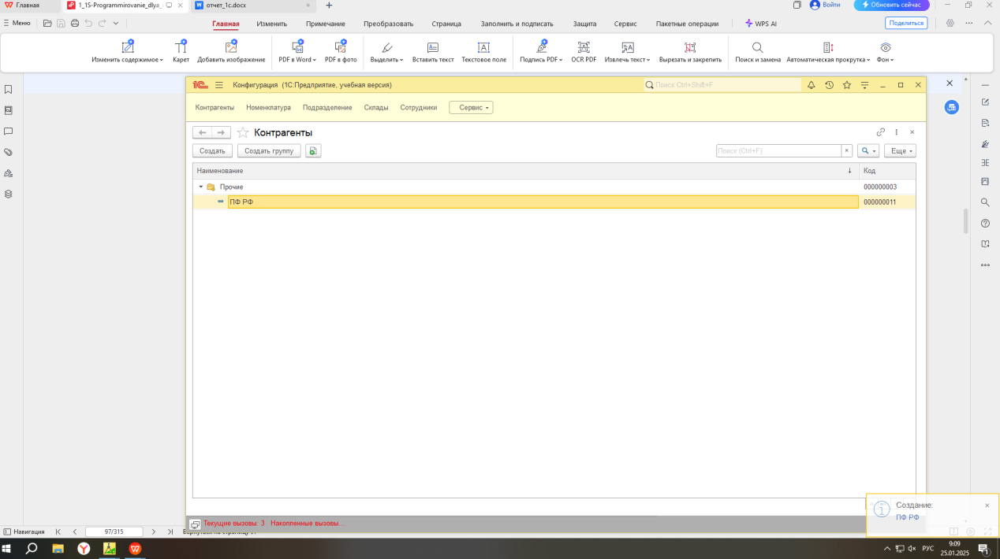 Главная 1_1S-Programmirovanie_dlya_ отчет_1с.docx Войти Обновить сейчас
Меню Главная Изменить Примечание Преобразовать Страница Заполнить и подписать Защита Сервис Пакетные операции WPS AI Поделиться
Изменить содержимое Карет Добавить изображение PDF в Word PDF в фото Выделить Вставить текст Текстовое поле Подпись PDF OCR PDF Извлечь текст Вырезать и закрепить Поиск и замена Автоматическая прокрутка Фон
Конфигурация (1С:Предприятие, учебная версия) Поиск Ctrl+Shift+F
Контрагенты Номенклатура Подразделение Склады Сотрудники Сервис
Контрагенты
Создать Создать группу Поиск (Ctrl+F) × Еще
Наименование ↓ Код
Прочие 000000003
ПФ РФ 000000011
Создание:
ПФ РФ
Текущие вызовы: 3 Накопленные вызовы...
Навигация 97/315
РУС 9:09
25.01.2025
1